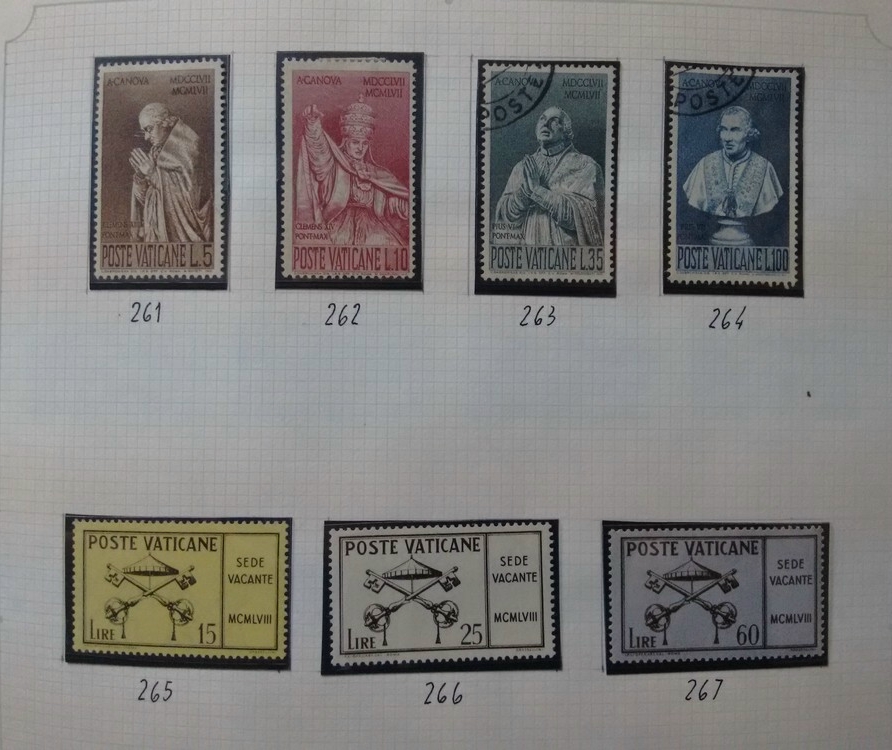 A·CANOVA MDCCLVII
MCMLVII
PONT·MAX
POSTE VATICANE L.5
261
A·CANOVA MDCCLVII
MCMLVII
CLEMENS XIV
PONT·MAX
POSTE VATICANE L.10
262
A·CANOVA MDCCLVII
MCMLVII
POSTE
PIUS·VI
PONT·MAX
POSTE VATICANE L.35
263
A·CANOVA MDCCLVII
MCMLVII
POSTE
POSTE VATICANE L.100
264
POSTE VATICANE
SEDE
VACANTE
MCMLVIII
LIRE 15
265
POSTE VATICANE
SEDE
VACANTE
MCMLVIII
LIRE 25
266
POSTE VATICANE
SEDE
VACANTE
MCMLVIII
LIRE 60
267